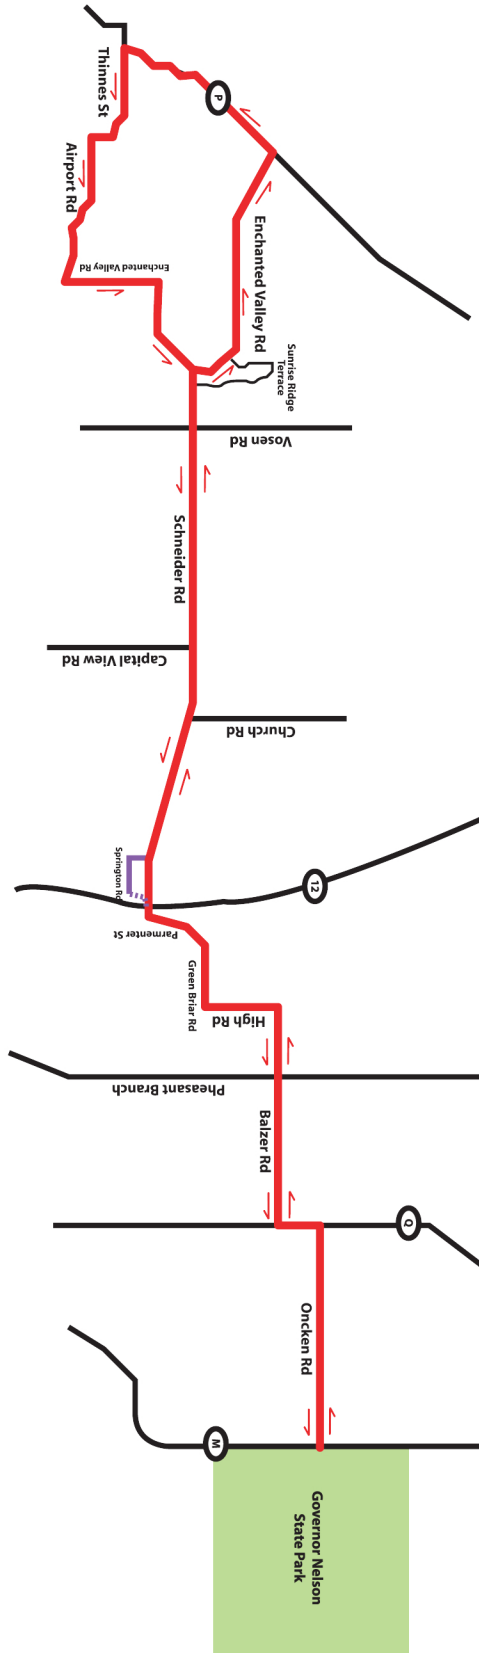 Thinnes St
P
Airport Rd
Enchanted Valley Rd
Enchanted Valley Rd
Sunrise Ridge
Terrace
Vosen Rd
Schneider Rd
Capital View Rd
Church Rd
Springton Rd
12
Parmenter St
Green Briar Rd
High Rd
Pheasant Branch
Balzer Rd
Q
Oncken Rd
M
Governor Nelson
State Park